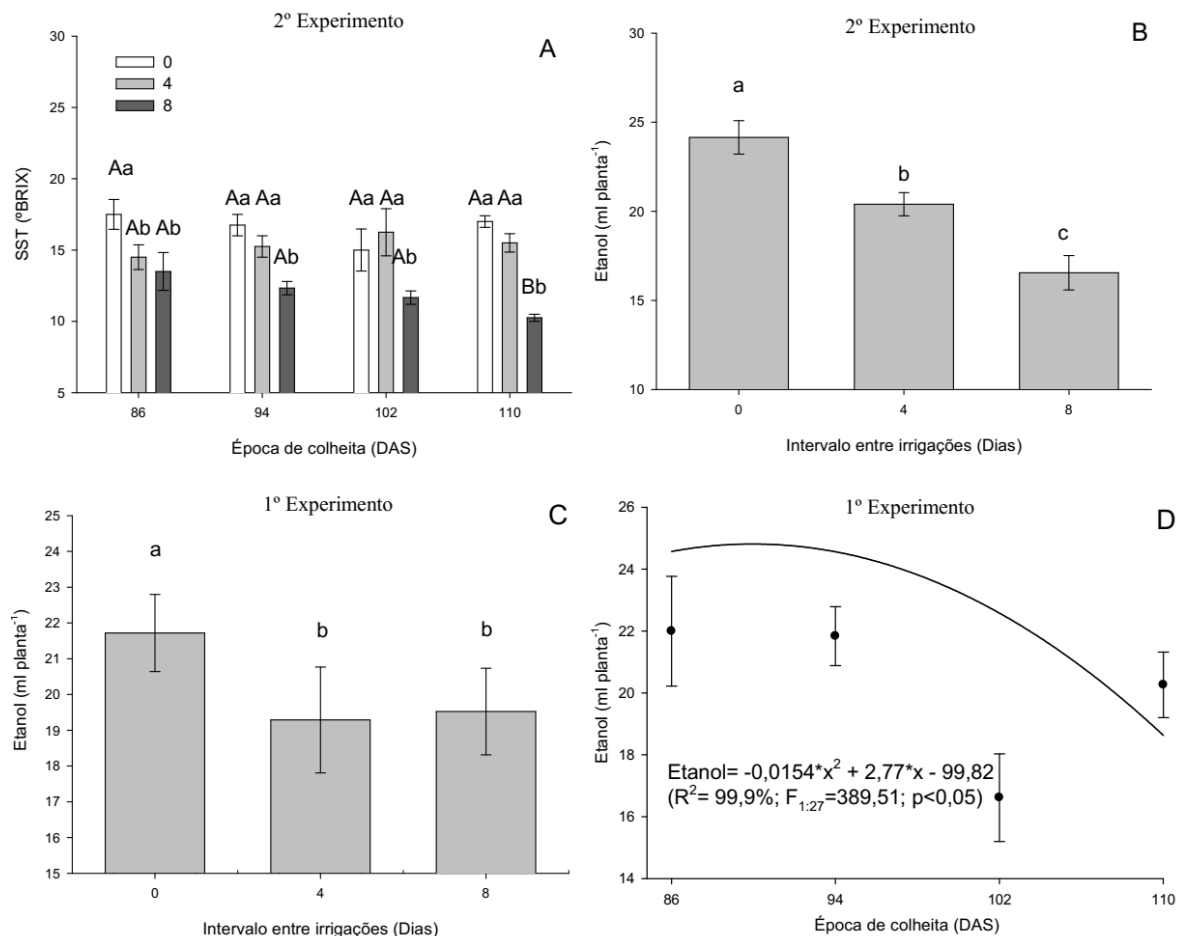 2º Experimento
A
0
4
8
30
25
20
15
10
5
SST (ºBRIX)
Aa
Ab Ab
Aa Aa
Ab
Aa Aa
Ab
Aa Aa
Bb
86 94 102 110
Época de colheita (DAS)
2º Experimento
B
30
25
20
15
10
Etanol (ml planta⁻¹)
a
b
c
0 4 8
Intervalo entre irrigações (Dias)
1º Experimento
C
25
24
23
22
21
20
19
18
17
16
15
Etanol (ml planta⁻¹)
a
b
b
0 4 8
Intervalo entre irrigações (Dias)
1º Experimento
D
26
24
22
20
18
16
14
Etanol (ml planta⁻¹)
Etanol= -0,0154*x² + 2,77*x - 99,82
(R²= 99,9%; F₁:₂₇=389,51; p<0,05)
86 94 102 110
Época de colheita (DAS)